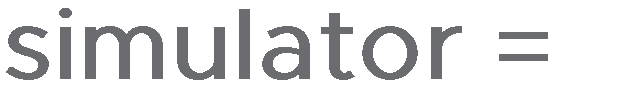 simulator =